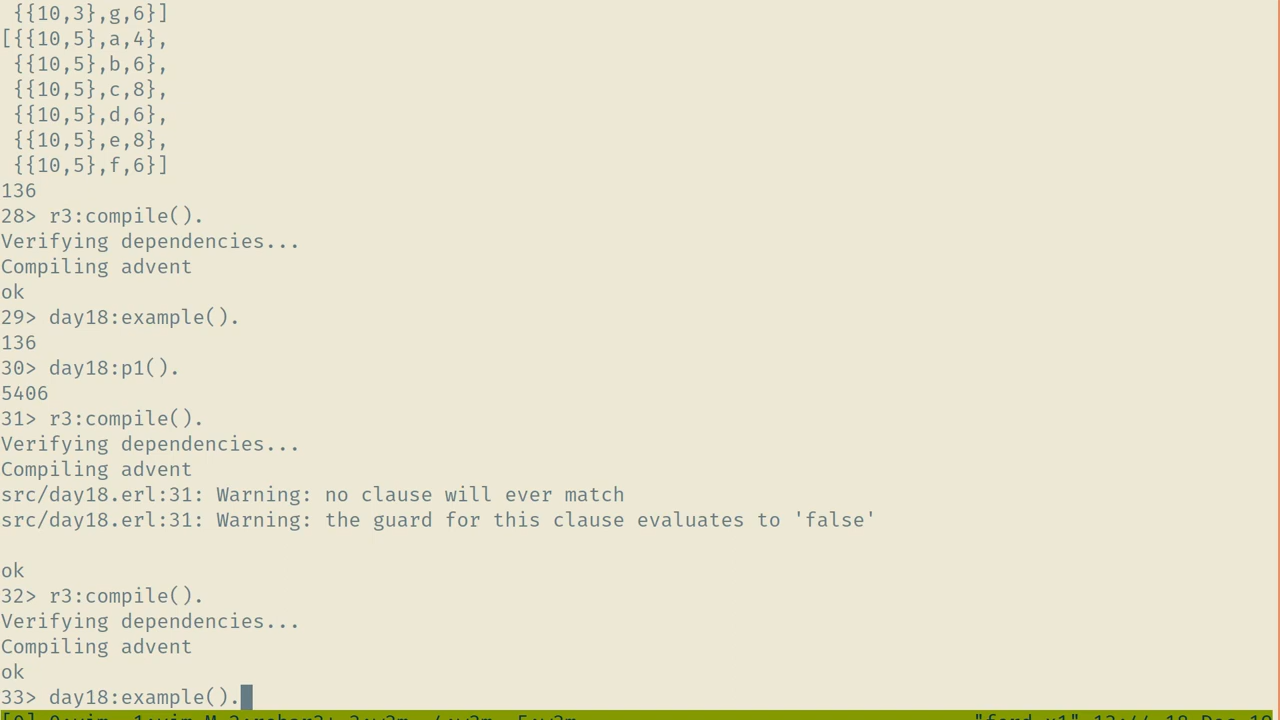 {{10,3},g,6}]
[{{10,5},a,4},
 {{10,5},b,6},
 {{10,5},c,8},
 {{10,5},d,6},
 {{10,5},e,8},
 {{10,5},f,6}]
136
28> r3:compile().
Verifying dependencies...
Compiling advent
ok
29> day18:example().
136
30> day18:p1().
5406
31> r3:compile().
Verifying dependencies...
Compiling advent
src/day18.erl:31: Warning: no clause will ever match
src/day18.erl:31: Warning: the guard for this clause evaluates to 'false'
ok
32> r3:compile().
Verifying dependencies...
Compiling advent
ok
33> day18:example().